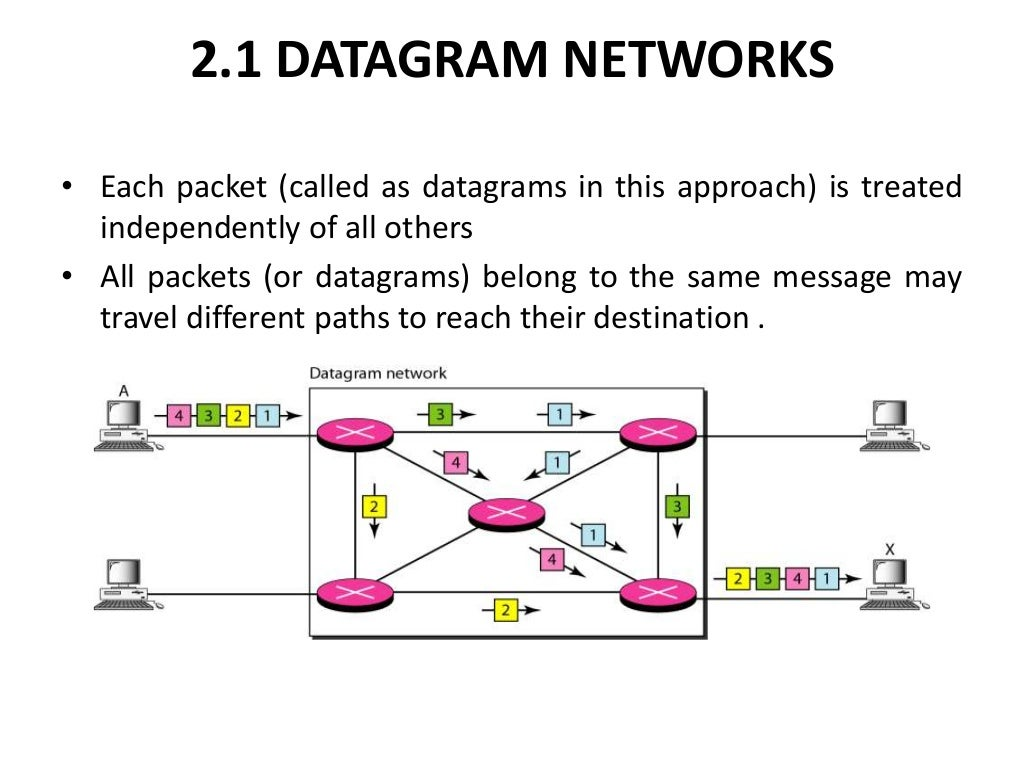 2.1 DATAGRAM NETWORKS
• Each packet (called as datagrams in this approach) is treated
independently of all others
• All packets (or datagrams) belong to the same message may
travel different paths to reach their destination .
Datagram network
A
4 3 2 1
3 1
4 1
2 3
1
4
X
2 3 4 1
2